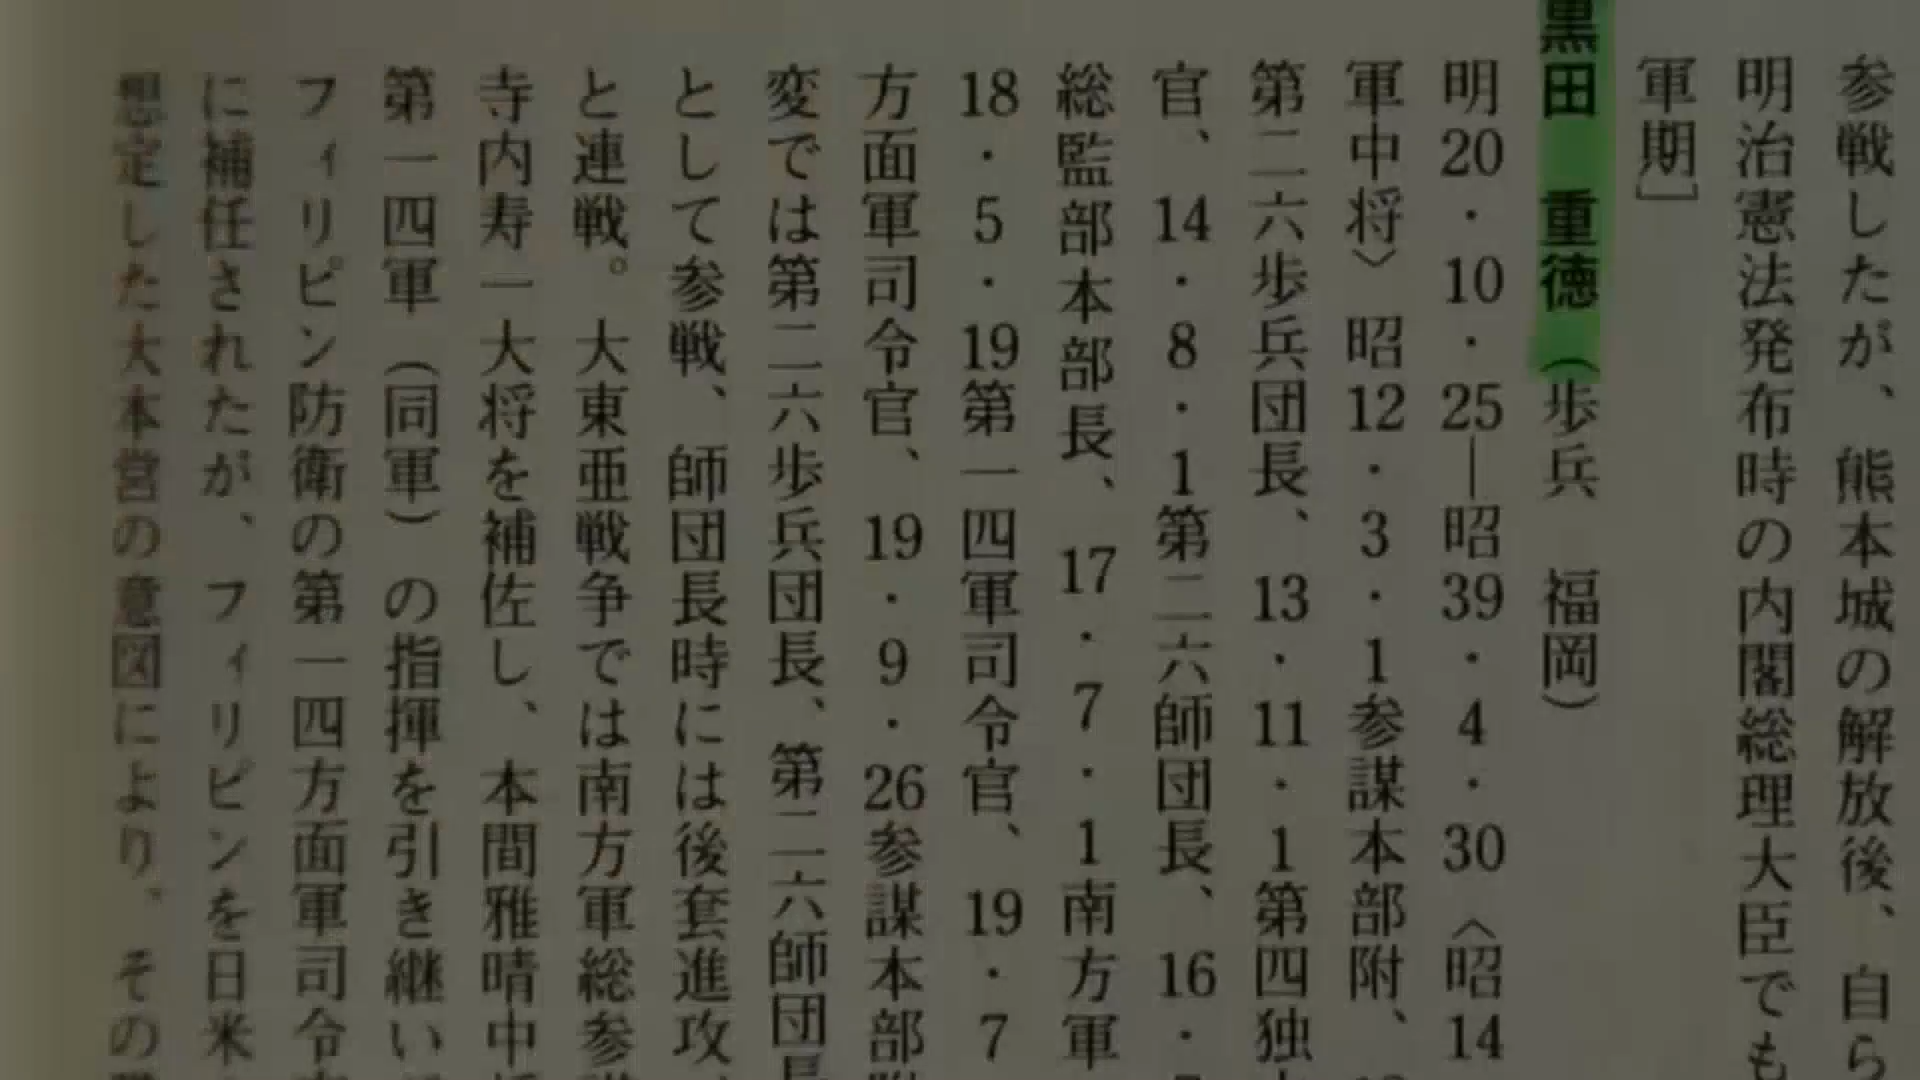 参戦したが、熊本城の解放後、自ら
明治憲法発布時の内閣総理大臣でも
軍期]
黒田　重徳（歩兵　福岡）
明20・10・25―昭39・4・30〈昭14
軍中将〉昭12・3・1参謀本部附、
第二六歩兵団長、13・11・1第四独
官、14・8・1第二六師団長、16・
総監部本部長、17・7・1南方軍
18・5・19第一四軍司令官、19・7
方面軍司令官、19・9・26参謀本部
変では第二六歩兵団長、第二六師団長
として参戦、師団長時には後套進攻
と連戦。大東亜戦争では南方軍総参
寺内寿一大将を補佐し、本間雅晴中
第一四軍（同軍）の指揮を引き継い
フィリピン防衛の第一四方面軍司令
に補任されたが、フィリピンを日米
想定した大本営の意図により、その